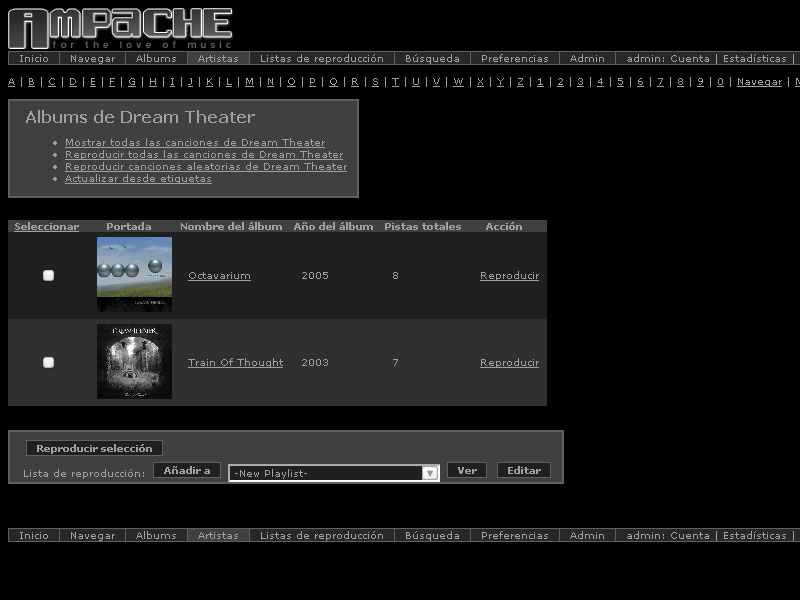 AMPACHE
for the love of music
Inicio Navegar Albums Artistas Listas de reproducción Búsqueda Preferencias Admin admin: Cuenta | Estadísticas |
A | B | C | D | E | F | G | H | I | J | K | L | M | N | O | P | Q | R | S | T | U | V | W | X | Y | Z | 1 | 2 | 3 | 4 | 5 | 6 | 7 | 8 | 9 | 0 | Navegar |
Albums de Dream Theater
• Mostrar todas las canciones de Dream Theater
• Reproducir todas las canciones de Dream Theater
• Reproducir canciones aleatorias de Dream Theater
• Actualizar desde etiquetas
Seleccionar Portada Nombre del álbum Año del álbum Pistas totales Acción
Octavarium 2005 8 Reproducir
Train Of Thought 2003 7 Reproducir
Reproducir selección
Lista de reproducción: Añadir a -New Playlist- Ver Editar
Inicio Navegar Albums Artistas Listas de reproducción Búsqueda Preferencias Admin admin: Cuenta | Estadísticas |